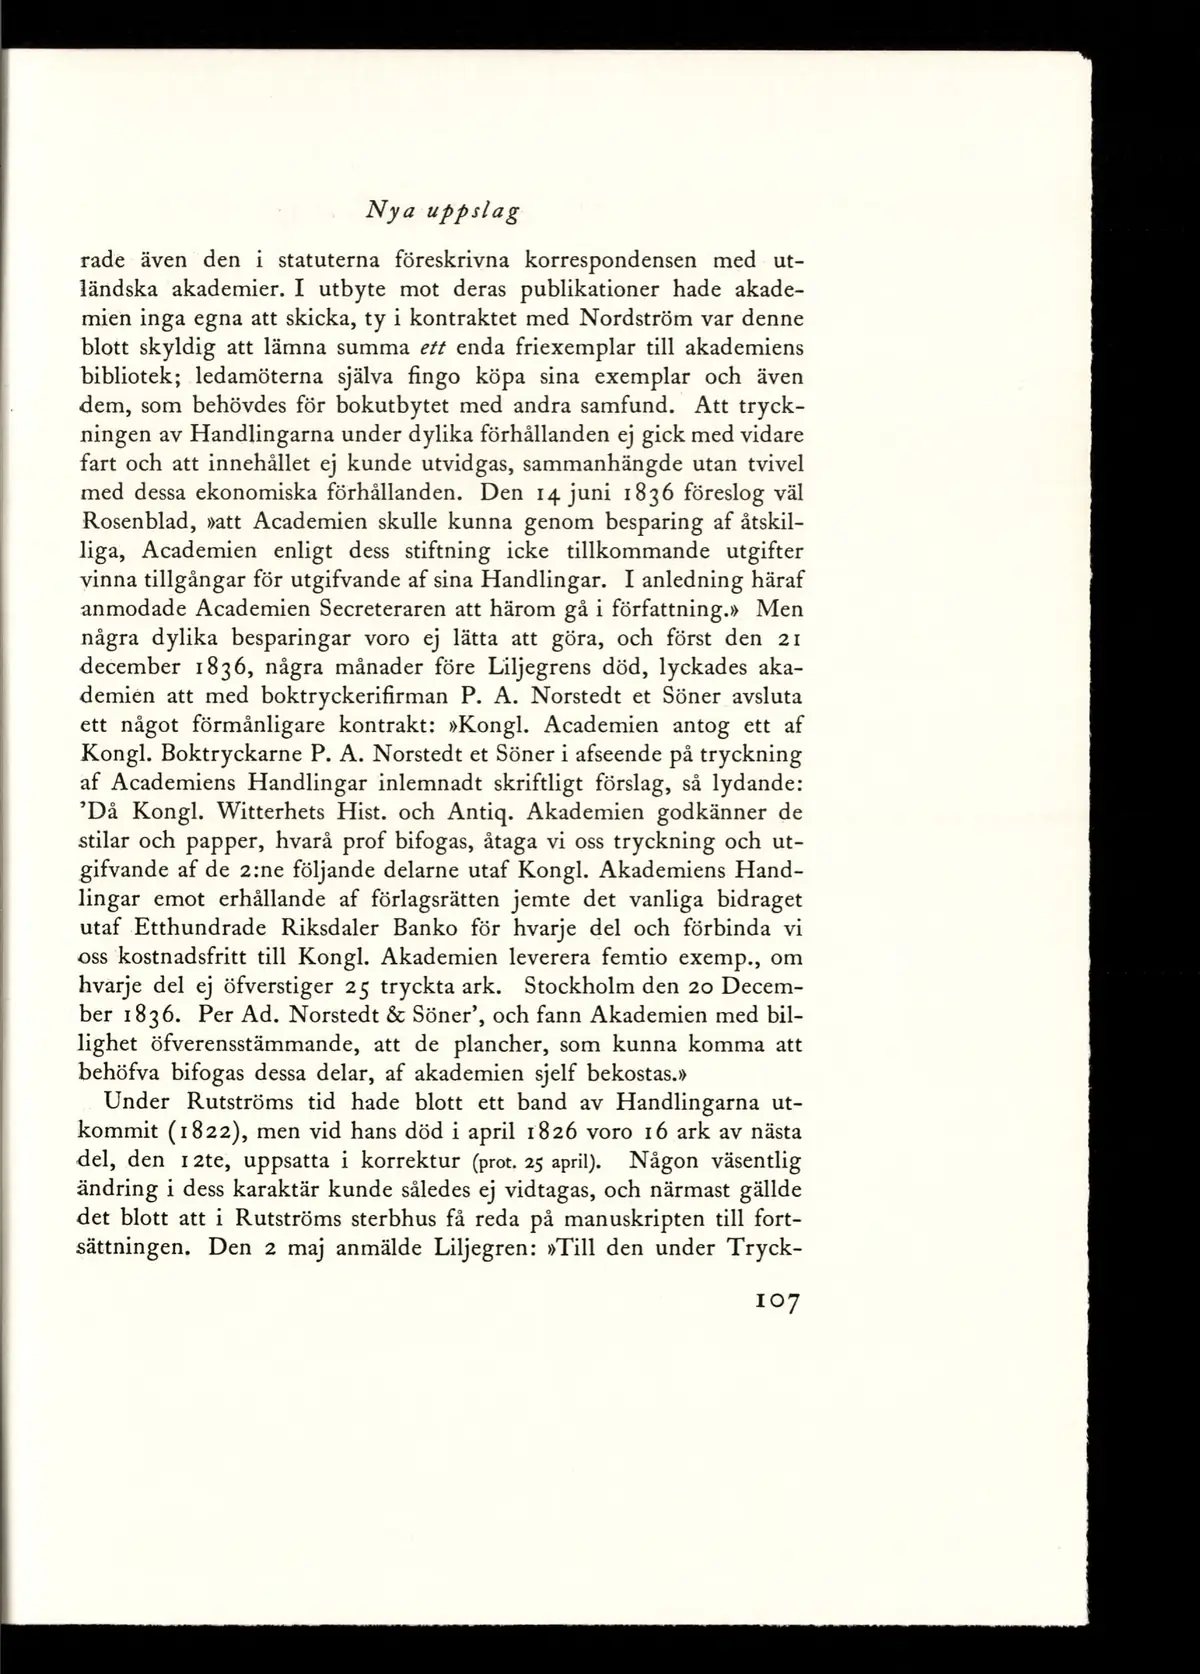 Nya uppslag
rade även den i statuterna föreskrivna korrespondensen med ut-
ländska akademier. I utbyte mot deras publikationer hade akade-
mien inga egna att skicka, ty i kontraktet med Nordström var denne
blott skyldig att lämna summa ett enda friexemplar till akademiens
bibliotek; ledamöterna själva fingo köpa sina exemplar och även
dem, som behövdes för bokutbytet med andra samfund. Att tryck-
ningen av Handlingarna under dylika förhållanden ej gick med vidare
fart och att innehållet ej kunde utvidgas, sammanhängde utan tvivel
med dessa ekonomiska förhållanden. Den 14 juni 1836 föreslog väl
Rosenblad, »att Academien skulle kunna genom besparing af åtskil-
liga, Academien enligt dess stiftning icke tillkommande utgifter
vinna tillgångar för utgifvande af sina Handlingar. I anledning häraf
anmodade Academien Secreteraren att härom gå i författning.» Men
några dylika besparingar voro ej lätta att göra, och först den 21
december 1836, några månader före Liljegrens död, lyckades aka-
demien att med boktryckerifirman P. A. Norstedt et Söner avsluta
ett något förmånligare kontrakt: »Kongl. Academien antog ett af
Kongl. Boktryckarne P. A. Norstedt et Söner i afseende på tryckning
af Academiens Handlingar inlemnadt skriftligt förslag, så lydande:
’Då Kongl. Witterhets Hist. och Antiq. Akademien godkänner de
stilar och papper, hvarå prof bifogas, åtaga vi oss tryckning och ut-
gifvande af de 2:ne följande delarne utaf Kongl. Akademiens Hand-
lingar emot erhållande af förlagsrätten jemte det vanliga bidraget
utaf Etthundrade Riksdaler Banko för hvarje del och förbinda vi
oss kostnadsfritt till Kongl. Akademien leverera femtio exemp., om
hvarje del ej öfverstiger 25 tryckta ark. Stockholm den 20 Decem-
ber 1836. Per Ad. Norstedt & Söner’, och fann Akademien med bil-
lighet öfverensstämmande, att de plancher, som kunna komma att
behöfva bifogas dessa delar, af akademien sjelf bekostas.»
Under Rutströms tid hade blott ett band av Handlingarna ut-
kommit (1822), men vid hans död i april 1826 voro 16 ark av nästa
del, den 12te, uppsatta i korrektur (prot. 25 april). Någon väsentlig
ändring i dess karaktär kunde således ej vidtagas, och närmast gällde
det blott att i Rutströms sterbhus få reda på manuskripten till fort-
sättningen. Den 2 maj anmälde Liljegren: »Till den under Tryck-
107